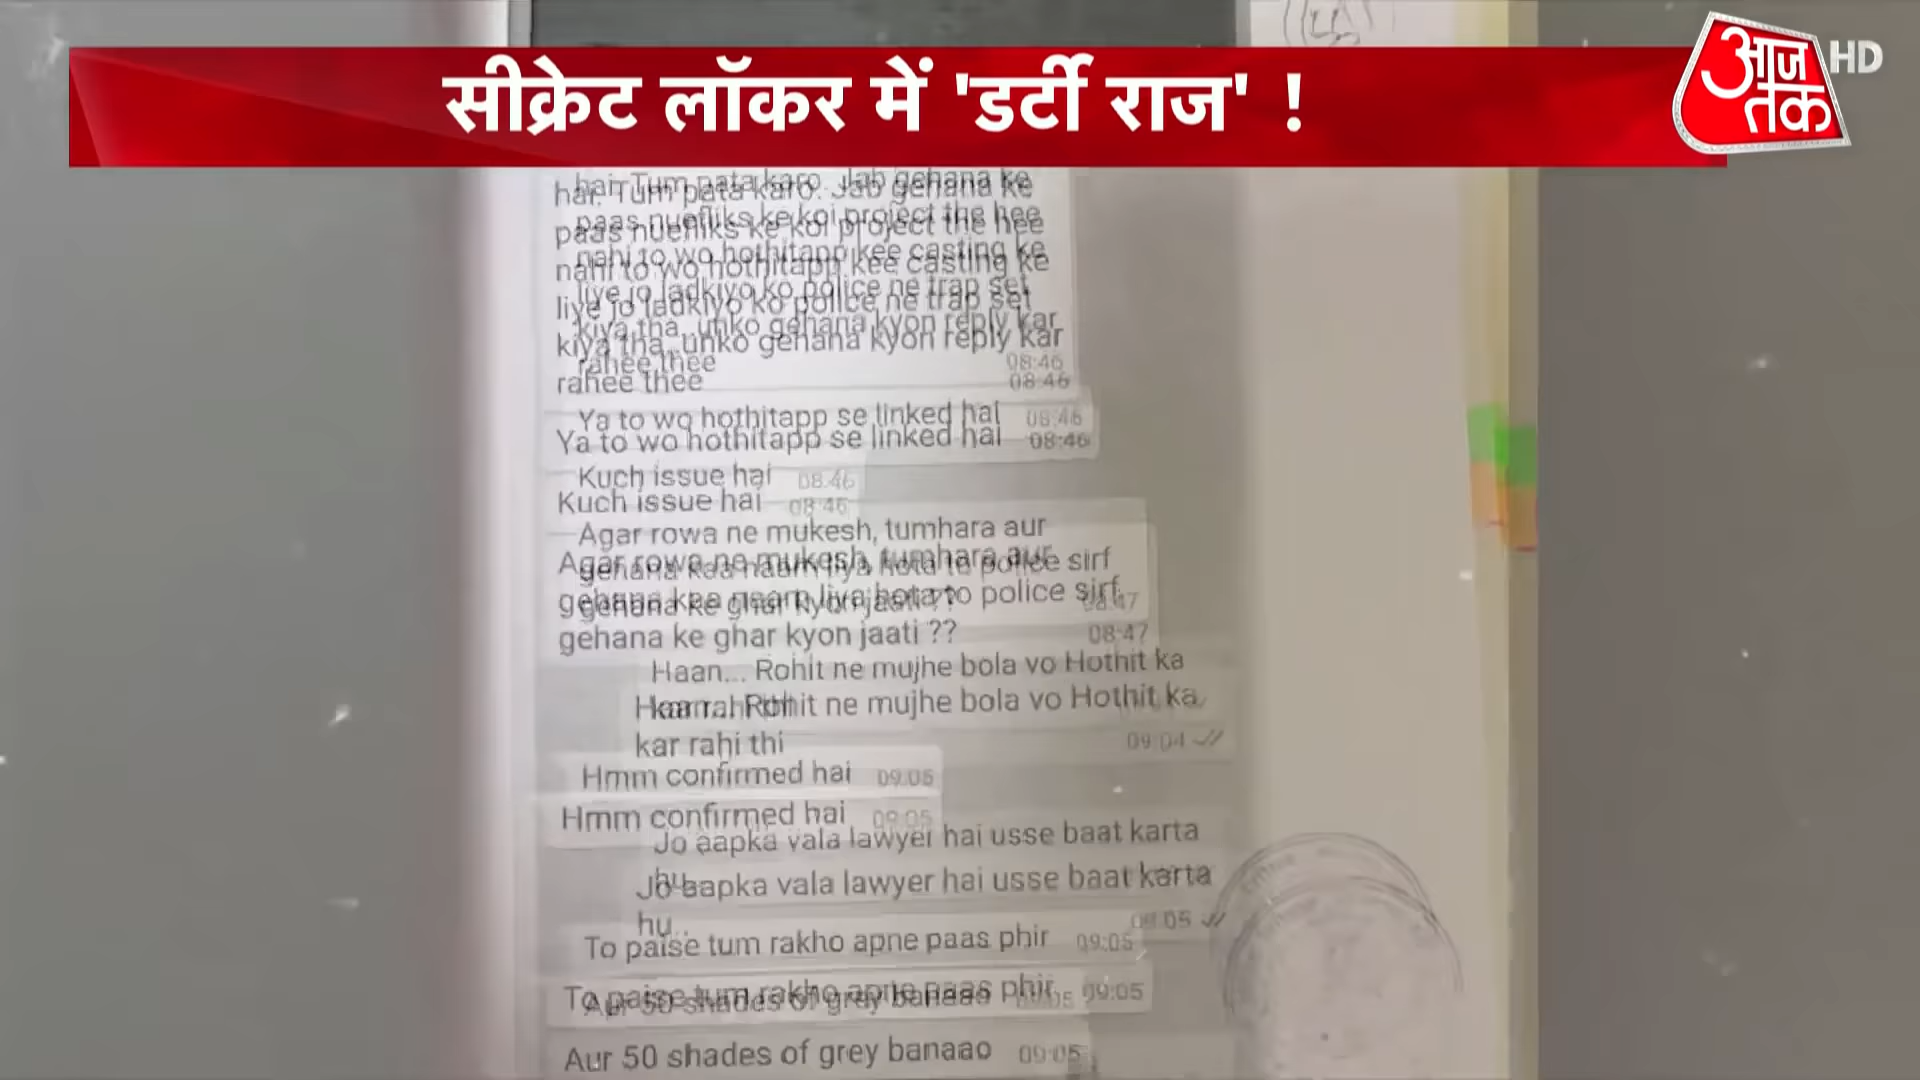 सीक्रेट लॉकर में 'डर्टी राज' !
आज
तक
HD
hai. Tum pata karo. Jab gehana ke
paas nuefliks ke koi project the hee
nahi to wo hothitapp kee casting ke
liye jo ladkiyo ko police ne trap set
kiya tha..unko gehana kyon reply kar
rahee thee 08:46
Ya to wo hothitapp se linked hai 08:46
Kuch issue hai 08:46
Agar rowa ne mukesh, tumhara aur
gehana kaa naam liya hota to police sirf
gehana ke ghar kyon jaati ?? 08:47
Haan... Rohit ne mujhe bola vo Hothit ka
kar rahi thi 09:04
Hmm confirmed hai 09:05
Jo aapka vala lawyer hai usse baat karta
hu.. 09:05
To paise tum rakho apne paas phir 09:05
Aur 50 shades of grey banaao 09:05